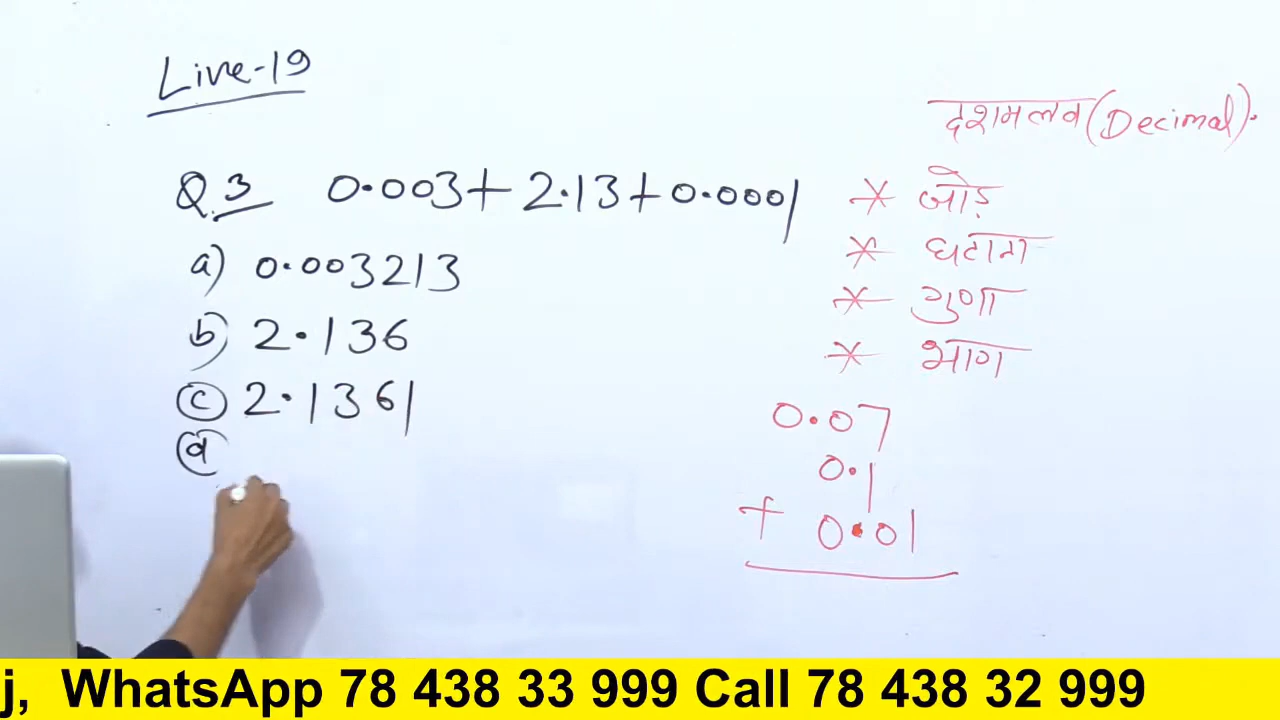 Live-19
Q.3 0.003+2.13+0.0001
a) 0.003213
b) 2.136
c) 2.1361
d
दशमलव (Decimal).
* जोड़
* घटाना
* गुणा
* भाग
0.07
0.1
+ 0.01
j, WhatsApp 78 438 33 999 Call 78 438 32 999